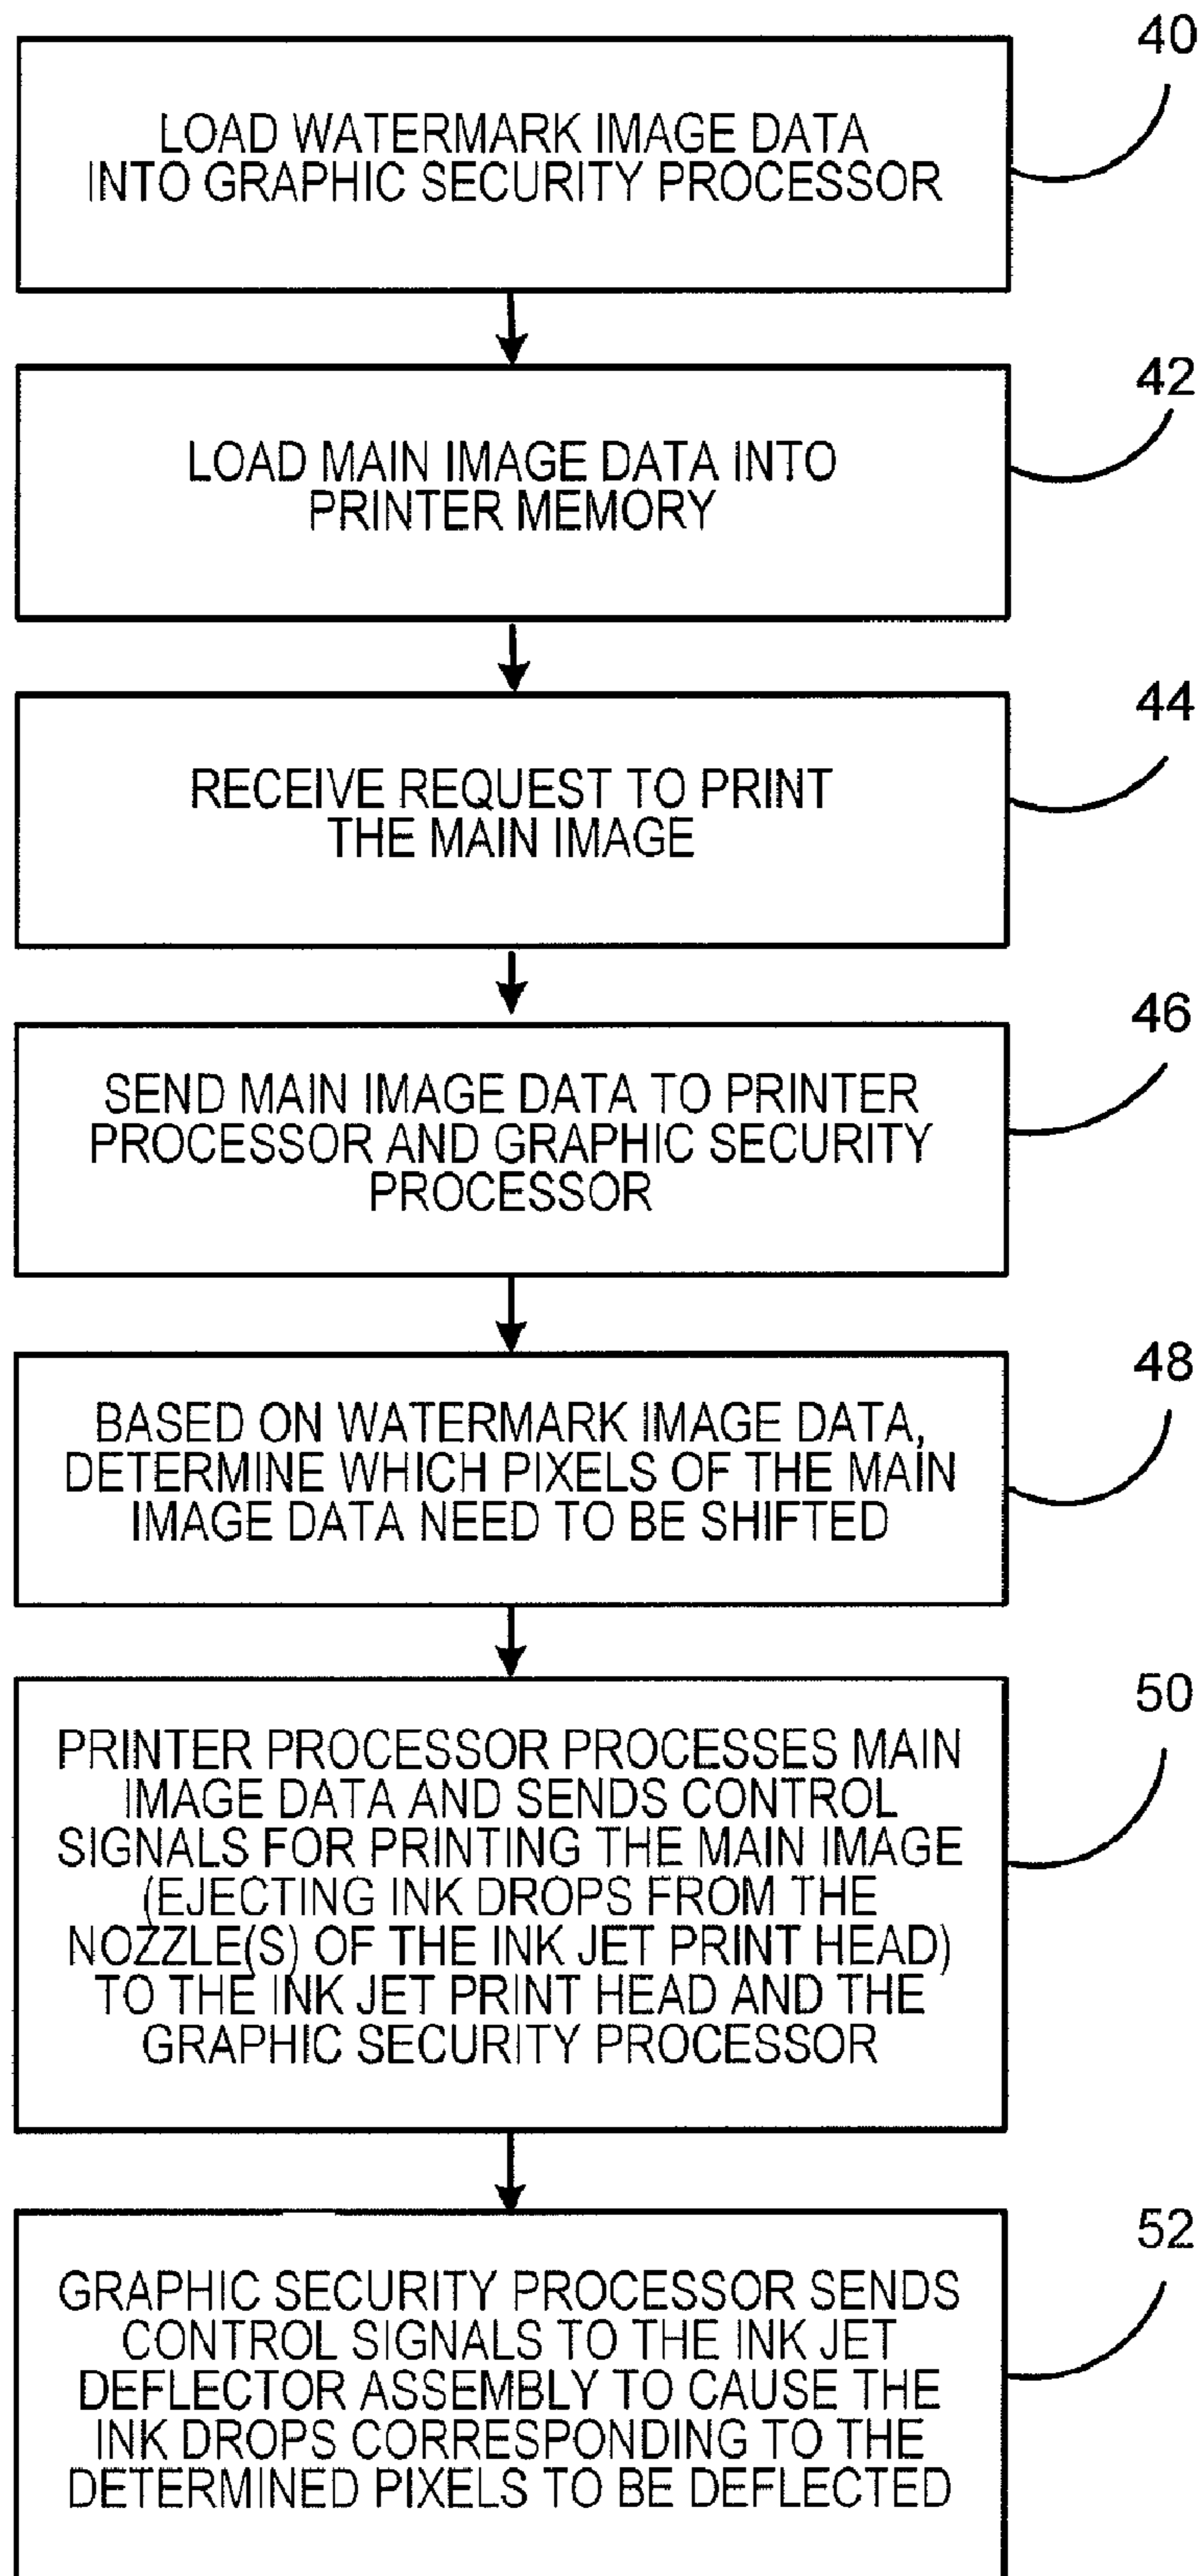 40
LOAD WATERMARK IMAGE DATA
INTO GRAPHIC SECURITY PROCESSOR
42
LOAD MAIN IMAGE DATA INTO
PRINTER MEMORY
44
RECEIVE REQUEST TO PRINT
THE MAIN IMAGE
46
SEND MAIN IMAGE DATA TO PRINTER
PROCESSOR AND GRAPHIC SECURITY
PROCESSOR
48
BASED ON WATERMARK IMAGE DATA,
DETERMINE WHICH PIXELS OF THE MAIN
IMAGE DATA NEED TO BE SHIFTED
50
PRINTER PROCESSOR PROCESSES MAIN
IMAGE DATA AND SENDS CONTROL
SIGNALS FOR PRINTING THE MAIN IMAGE
(EJECTING INK DROPS FROM THE
NOZZLE(S) OF THE INK JET PRINT HEAD)
TO THE INK JET PRINT HEAD AND THE
GRAPHIC SECURITY PROCESSOR
52
GRAPHIC SECURITY PROCESSOR SENDS
CONTROL SIGNALS TO THE INK JET
DEFLECTOR ASSEMBLY TO CAUSE THE
INK DROPS CORRESPONDING TO THE
DETERMINED PIXELS TO BE DEFLECTED